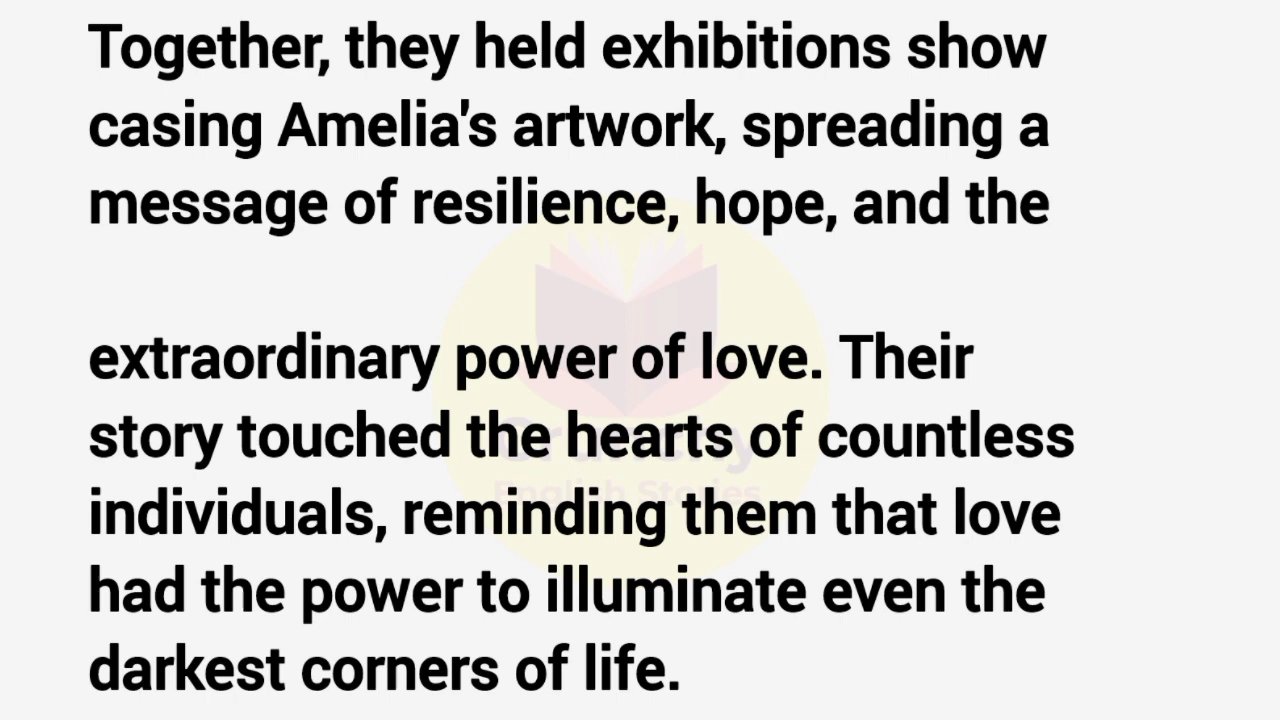 Together, they held exhibitions show
casing Amelia's artwork, spreading a
message of resilience, hope, and the
extraordinary power of love. Their
story touched the hearts of countless
individuals, reminding them that love
had the power to illuminate even the
darkest corners of life.
English Stories